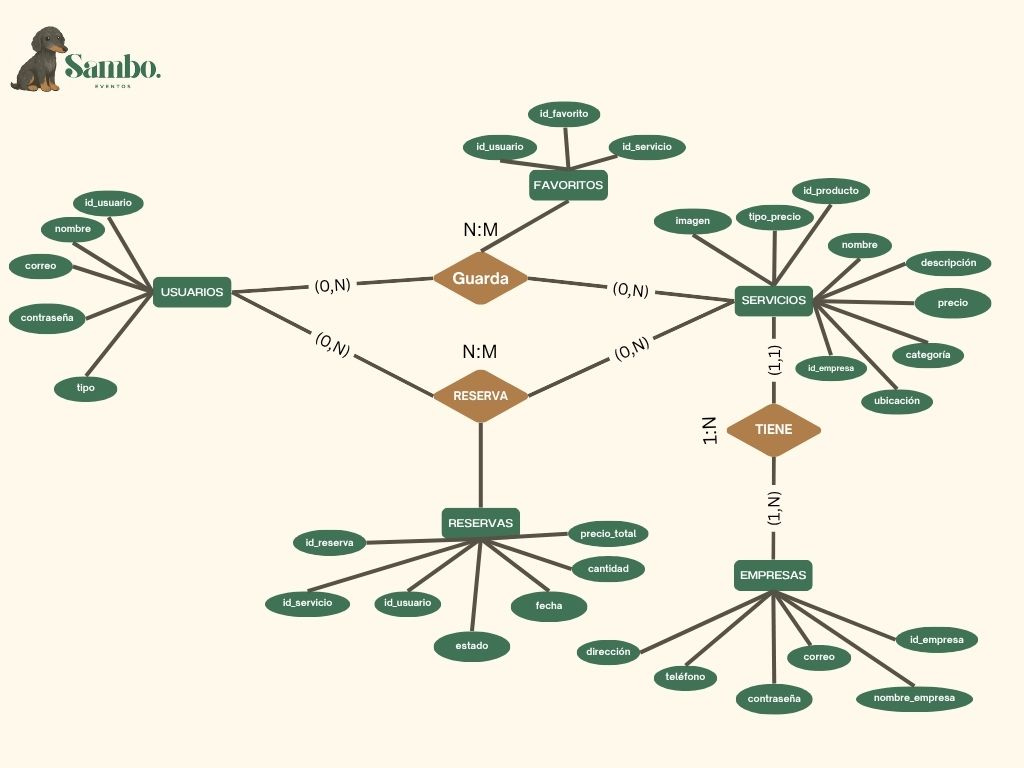 Sambo.
EVENTOS
id_favorito
id_usuario
id_servicio
FAVORITOS
N:M
Guarda
id_usuario
nombre
correo
contraseña
tipo
USUARIOS
(0,N)
(0,N)
(0,N)
(0,N)
N:M
RESERVA
id_producto
imagen
tipo_precio
nombre
descripción
precio
categoría
ubicación
id_empresa
SERVICIOS
(1,1)
1:N
TIENE
(1,N)
EMPRESAS
dirección
teléfono
contraseña
correo
nombre_empresa
id_empresa
RESERVAS
id_reserva
id_servicio
id_usuario
estado
fecha
cantidad
precio_total